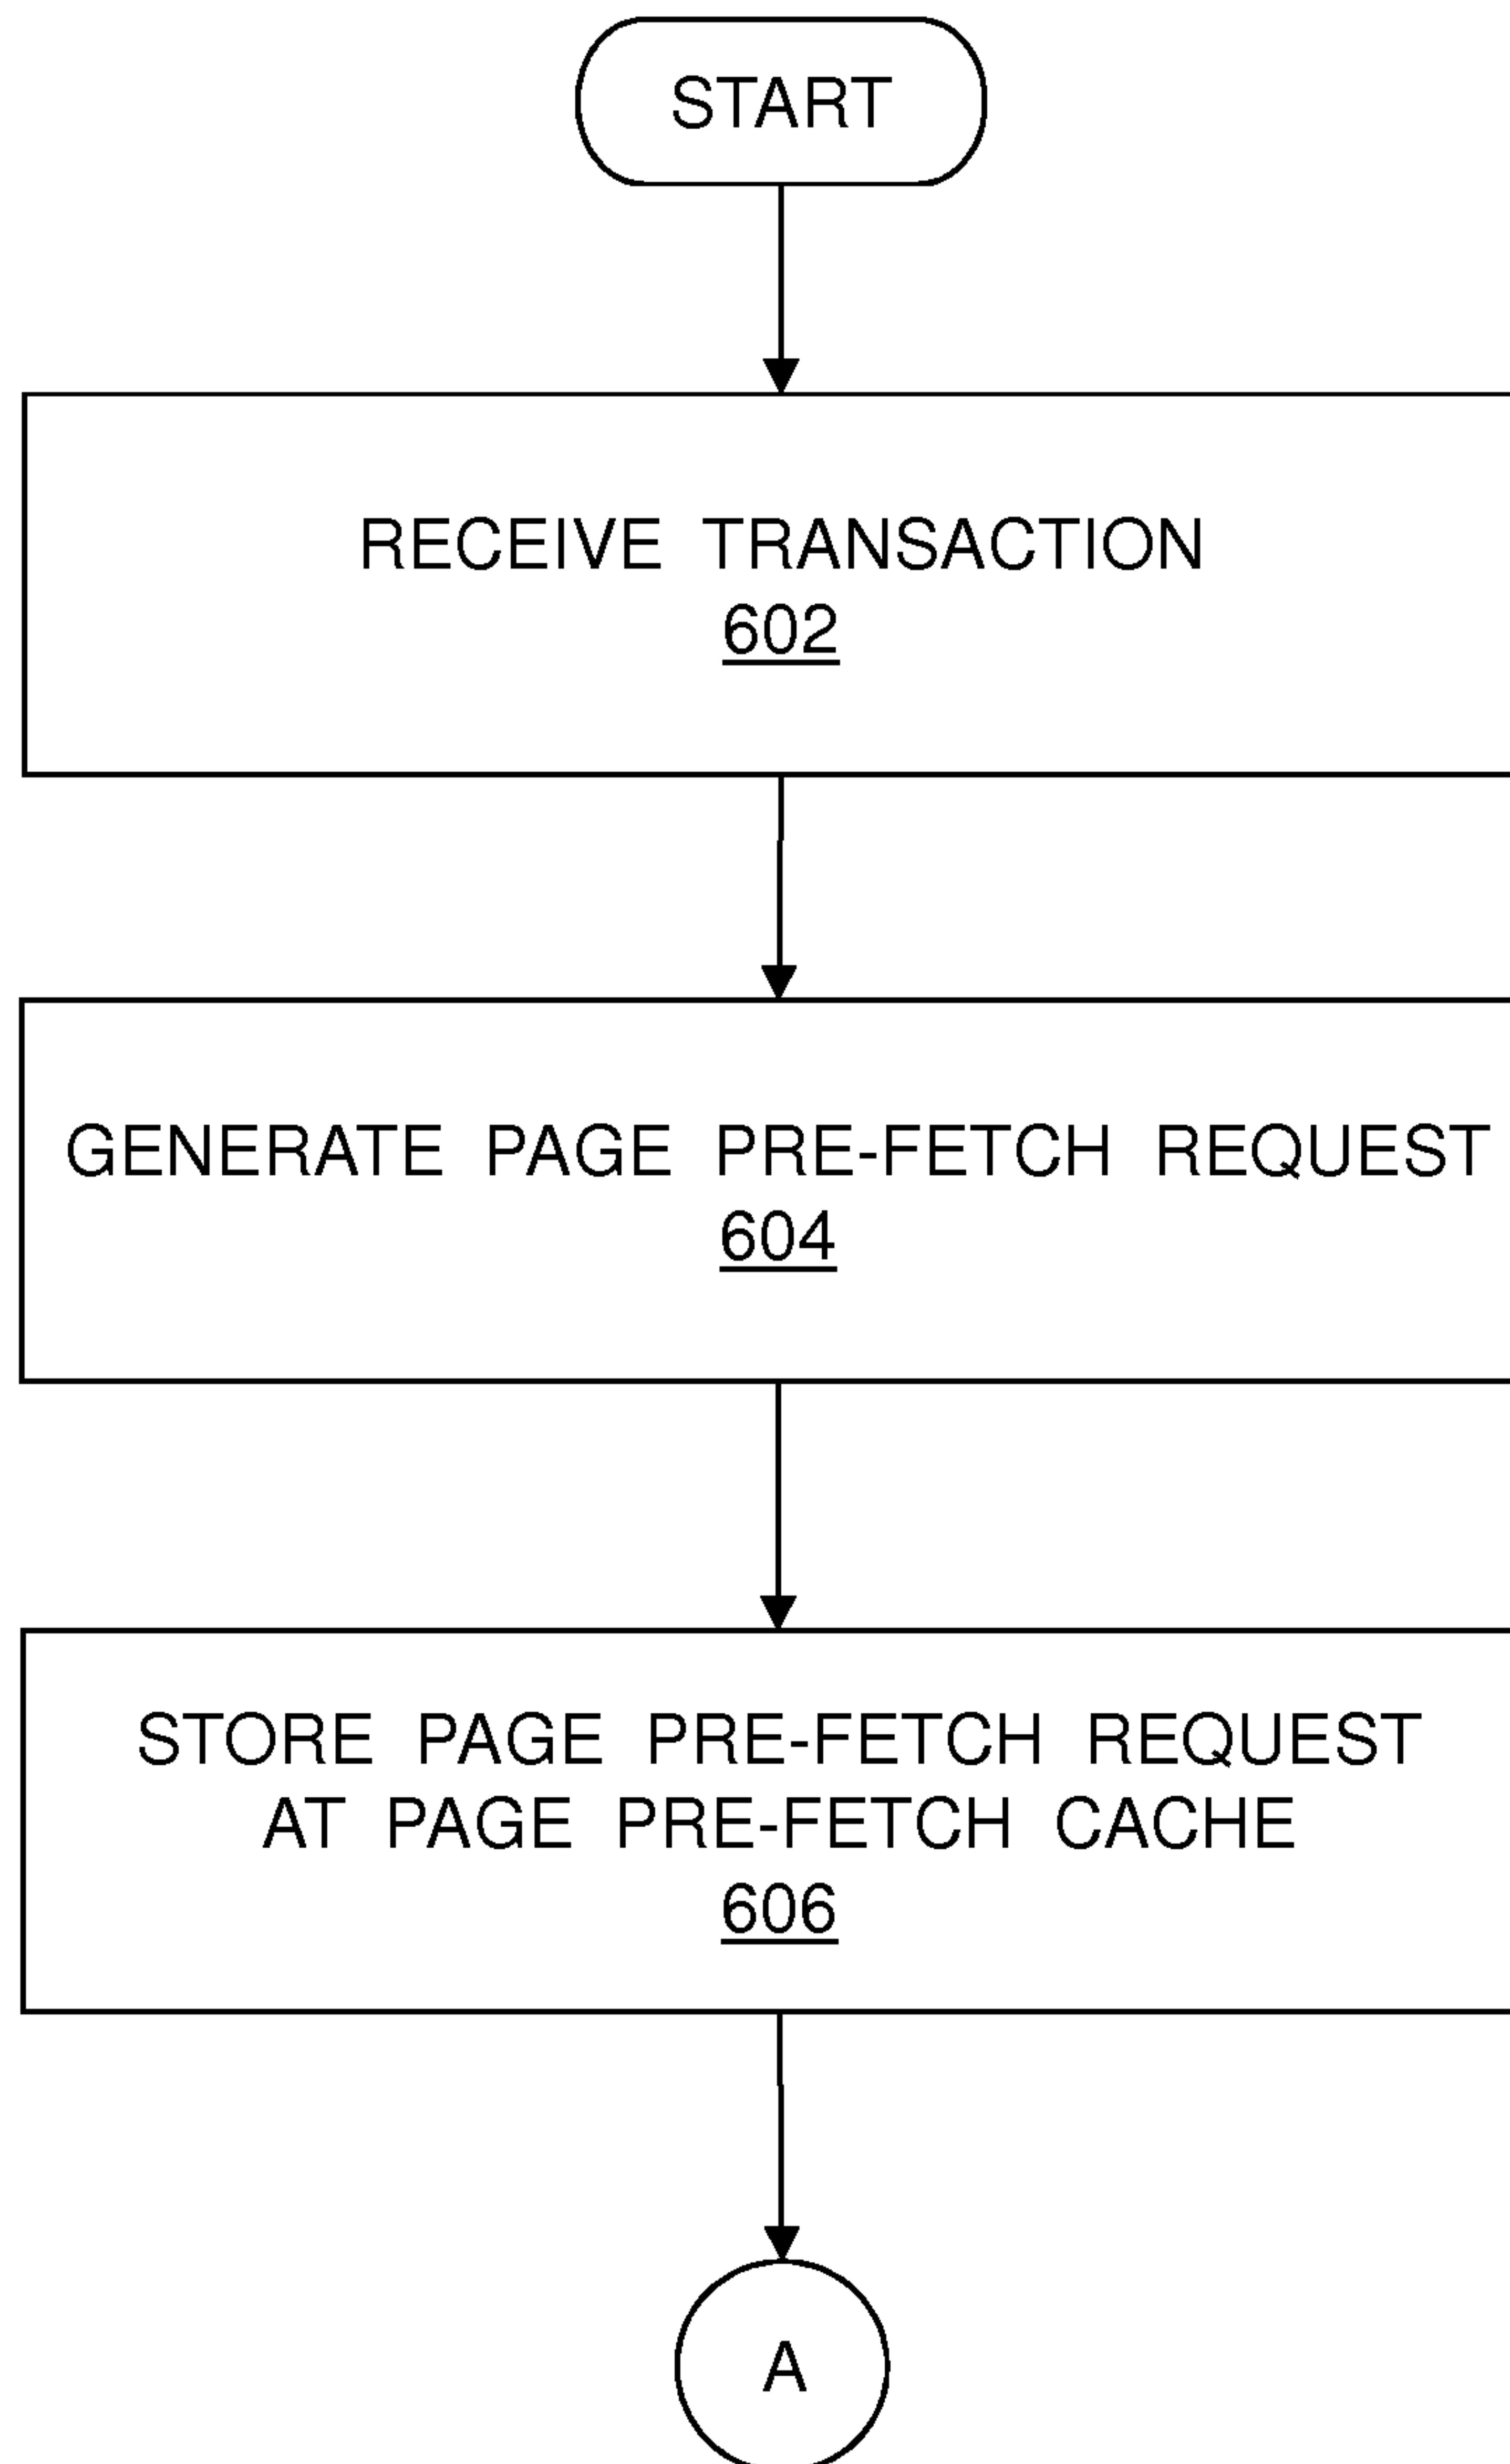 START
RECEIVE TRANSACTION
602
GENERATE PAGE PRE-FETCH REQUEST
604
STORE PAGE PRE-FETCH REQUEST
AT PAGE PRE-FETCH CACHE
606
A